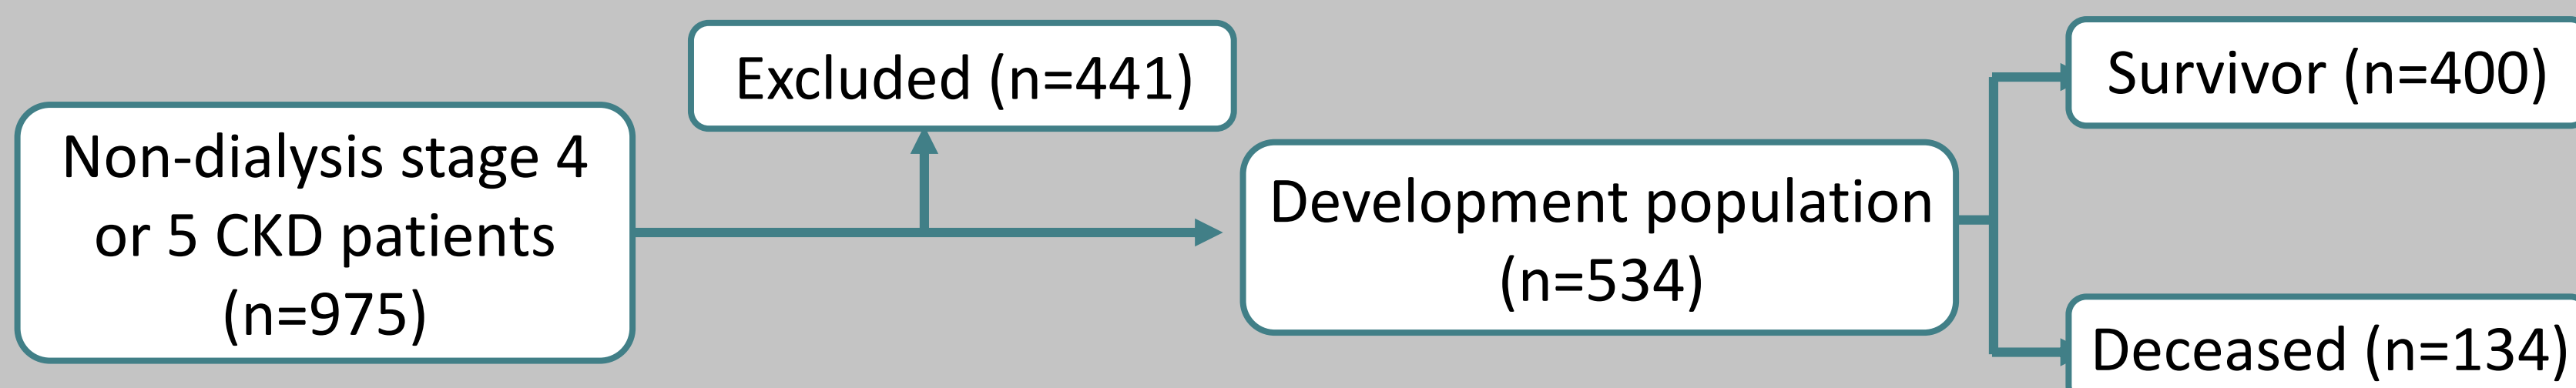 Non-dialysis stage 4
or 5 CKD patients
(n=975)
Excluded (n=441)
Development population
(n=534)
Survivor (n=400)
Deceased (n=134)